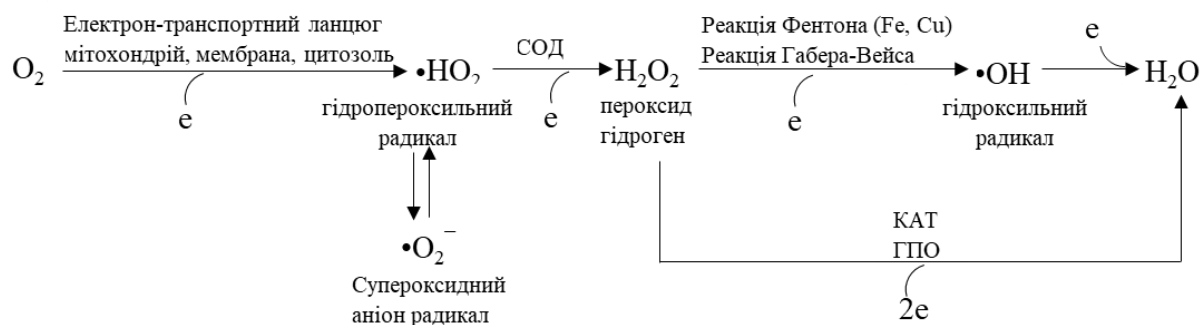 Електрон-транспортний ланцюг
мітохондрій, мембрана, цитозоль
O₂
e
•HO₂
гідропероксильний
радикал
•O₂⁻
Супероксидний
аніон радикал
СОД
e
H₂O₂
пероксид
гідроген
Реакція Фентона (Fe, Cu)
Реакція Габера-Вейса
e
•OH
гідроксильний
радикал
e
H₂O
КАТ
ГПО
2e